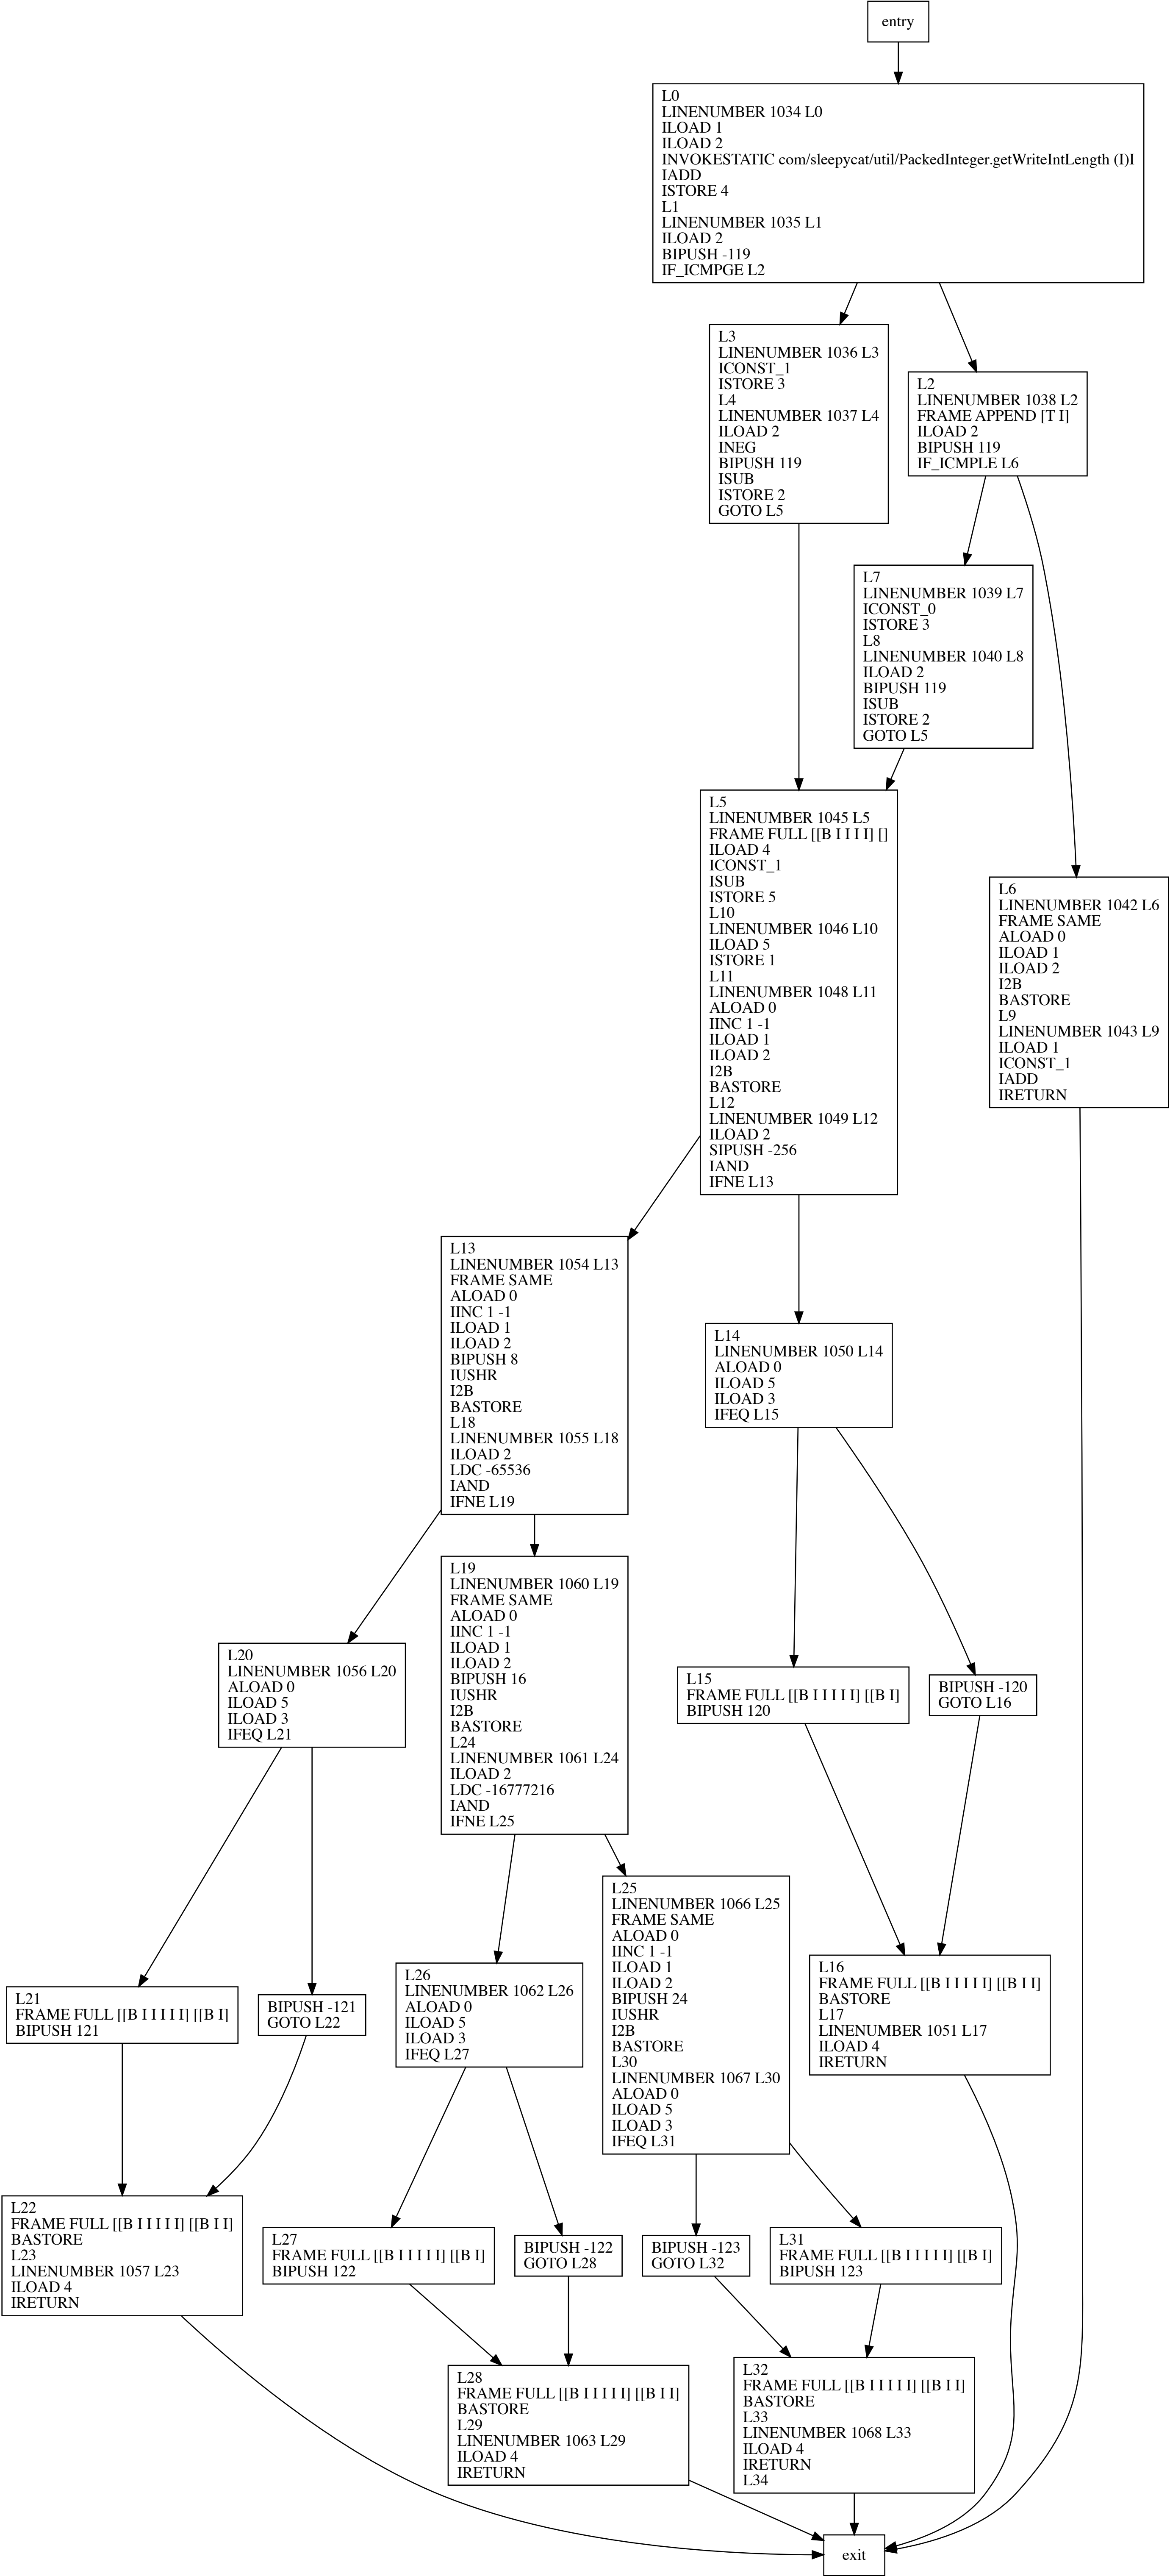 entry
L0
LINENUMBER 1034 L0
ILOAD 1
ILOAD 2
INVOKESTATIC com/sleepycat/util/PackedInteger.getWriteIntLength (I)I
IADD
ISTORE 4
L1
LINENUMBER 1035 L1
ILOAD 2
BIPUSH -119
IF_ICMPGE L2
L3
LINENUMBER 1036 L3
ICONST_1
ISTORE 3
L4
LINENUMBER 1037 L4
ILOAD 2
INEG
BIPUSH 119
ISUB
ISTORE 2
GOTO L5
L2
LINENUMBER 1038 L2
FRAME APPEND [T I]
ILOAD 2
BIPUSH 119
IF_ICMPLE L6
L7
LINENUMBER 1039 L7
ICONST_0
ISTORE 3
L8
LINENUMBER 1040 L8
ILOAD 2
BIPUSH 119
ISUB
ISTORE 2
GOTO L5
L5
LINENUMBER 1045 L5
FRAME FULL [[B I I I I] []
ILOAD 4
ICONST_1
ISUB
ISTORE 5
L10
LINENUMBER 1046 L10
ILOAD 5
ISTORE 1
L11
LINENUMBER 1048 L11
ALOAD 0
IINC 1 -1
ILOAD 1
ILOAD 2
I2B
BASTORE
L12
LINENUMBER 1049 L12
ILOAD 2
SIPUSH -256
IAND
IFNE L13
L6
LINENUMBER 1042 L6
FRAME SAME
ALOAD 0
ILOAD 1
ILOAD 2
I2B
BASTORE
L9
LINENUMBER 1043 L9
ILOAD 1
ICONST_1
IADD
IRETURN
L13
LINENUMBER 1054 L13
FRAME SAME
ALOAD 0
IINC 1 -1
ILOAD 1
ILOAD 2
BIPUSH 8
IUSHR
I2B
BASTORE
L18
LINENUMBER 1055 L18
ILOAD 2
LDC -65536
IAND
IFNE L19
L14
LINENUMBER 1050 L14
ALOAD 0
ILOAD 5
ILOAD 3
IFEQ L15
L19
LINENUMBER 1060 L19
FRAME SAME
ALOAD 0
IINC 1 -1
ILOAD 1
ILOAD 2
BIPUSH 16
IUSHR
I2B
BASTORE
L24
LINENUMBER 1061 L24
ILOAD 2
LDC -16777216
IAND
IFNE L25
L20
LINENUMBER 1056 L20
ALOAD 0
ILOAD 5
ILOAD 3
IFEQ L21
L15
FRAME FULL [[B I I I I I] [[B I]
BIPUSH 120
BIPUSH -120
GOTO L16
L25
LINENUMBER 1066 L25
FRAME SAME
ALOAD 0
IINC 1 -1
ILOAD 1
ILOAD 2
BIPUSH 24
IUSHR
I2B
BASTORE
L30
LINENUMBER 1067 L30
ALOAD 0
ILOAD 5
ILOAD 3
IFEQ L31
L16
FRAME FULL [[B I I I I I] [[B I I]
BASTORE
L17
LINENUMBER 1051 L17
ILOAD 4
IRETURN
L26
LINENUMBER 1062 L26
ALOAD 0
ILOAD 5
ILOAD 3
IFEQ L27
L21
FRAME FULL [[B I I I I I] [[B I]
BIPUSH 121
BIPUSH -121
GOTO L22
L22
FRAME FULL [[B I I I I I] [[B I I]
BASTORE
L23
LINENUMBER 1057 L23
ILOAD 4
IRETURN
L27
FRAME FULL [[B I I I I I] [[B I]
BIPUSH 122
BIPUSH -122
GOTO L28
BIPUSH -123
GOTO L32
L31
FRAME FULL [[B I I I I I] [[B I]
BIPUSH 123
L28
FRAME FULL [[B I I I I I] [[B I I]
BASTORE
L29
LINENUMBER 1063 L29
ILOAD 4
IRETURN
L32
FRAME FULL [[B I I I I I] [[B I I]
BASTORE
L33
LINENUMBER 1068 L33
ILOAD 4
IRETURN
L34
exit